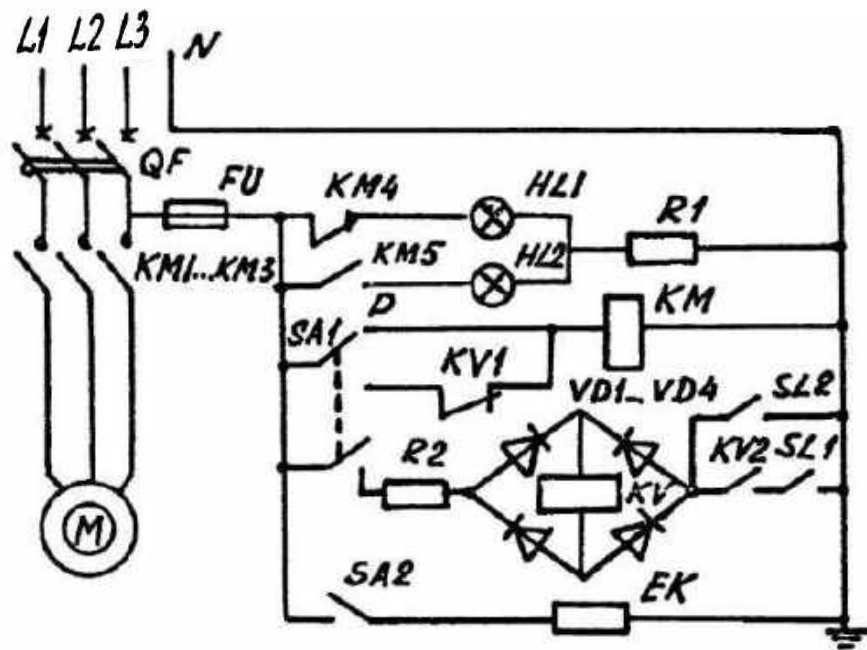 L1 L2 L3 N
QF
FU
KM4
HL1
R1
KM1...KM3
KM5
HL2
P
KM
SA1
KV1
VD1...VD4
SL2
R2
KV
KV2
SL1
M
SA2
EK